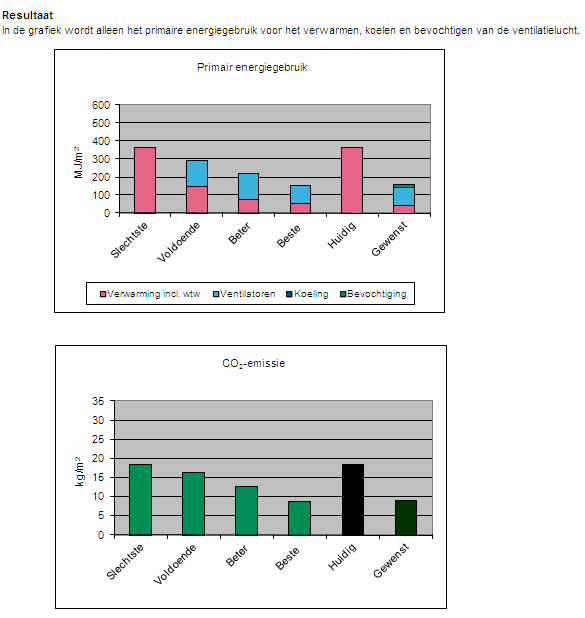 Resultaat
In de grafiek wordt alleen het primaire energiegebruik voor het verwarmen, koelen en bevochtigen van de ventilatielucht.
Primair energiegebruik
600
500
400
300
200
100
0
MJ/m²
Slechtste
Voldoende
Beter
Beste
Huidig
Gewenst
Verwarming incl. wtw Ventilatoren Koeling Bevochtiging
CO₂-emissie
35
30
25
20
15
10
5
0
kg/m²
Slechtste
Voldoende
Beter
Beste
Huidig
Gewenst